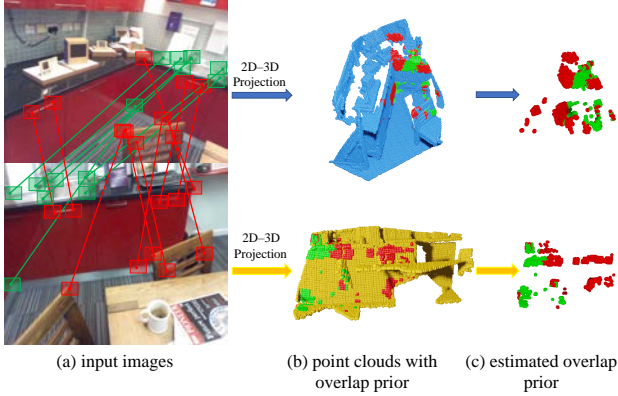 2D–3D
Projection
2D–3D
Projection
(a) input images
(b) point clouds with
overlap prior
(c) estimated overlap
prior